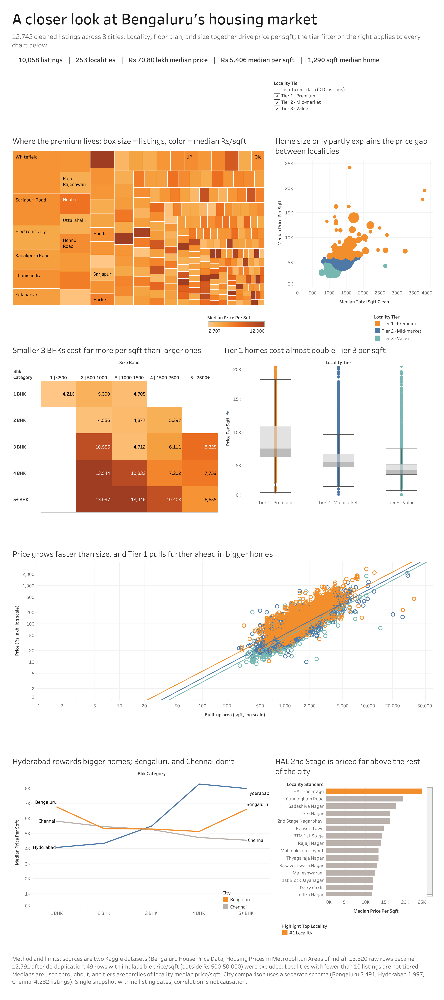 A closer look at Bengaluru’s housing market
12,742 cleaned listings across 3 cities. Locality, floor plan, and size together drive price per sqft; the tier filter on the right applies to every
chart below.
10,058 listings | 253 localities | Rs 70.80 lakh median price | Rs 5,406 median per sqft | 1,290 sqft median home
Locality Tier
Insufficient data (<10 listings)
Tier 1 - Premium
Tier 2 - Mid-market
Tier 3 - Value
Where the premium lives: box size = listings, color = median Rs/sqft
Whitefield
JP
Old
Raja
Rajeshwari
Sarjapur Road
Hebbal
Uttarahalli
Electronic City
Hoodi
Hennur
Road
Kanakpura Road
Thanisandra
Sarjapur
Yelahanka
Harlur
Median Price Per Sqft
2,707 12,000
Home size only partly explains the price gap
between localities
25K
20K
15K
10K
5K
0K
Median Price Per Sqft
0 500 1000 1500 2000 2500 3000 3500 4000
Median Total Sqft Clean
Locality Tier
Tier 1 - Premium
Tier 2 - Mid-market
Tier 3 - Value
Smaller 3 BHKs cost far more per sqft than larger ones
Size Band
Bhk
Category 1 | <500 2 | 500-1000 3 | 1000-1500 4 | 1500-2500 5 | 2500+
1 BHK 4,216 5,300 4,705
2 BHK 4,556 4,877 5,397
3 BHK 10,556 4,712 6,111 8,325
4 BHK 13,544 10,833 7,202 7,759
5+ BHK 13,097 13,446 10,403 6,655
Tier 1 homes cost almost double Tier 3 per sqft
Locality Tier
20K
15K
10K
5K
0K
Price Per Sqft
Tier 1 - Premium Tier 2 - Mid-market Tier 3 - Value
Price grows faster than size, and Tier 1 pulls further ahead in bigger homes
2,000
1,000
500
200
100
50
20
10
5
2
1
Price (Rs lakh, log scale)
1 2 5 10 20 50 100 200 500 1,000 2,000 5,000 10,000 20,000 50,000
Built-up area (sqft, log scale)
Hyderabad rewards bigger homes; Bengaluru and Chennai don’t
Bhk Category
8K
7K
6K
5K
4K
3K
2K
1K
0K
Median Price Per Sqft
Bengaluru
Chennai
Hyderabad
Hyderabad
Bengaluru
Chennai
City
Bengaluru
Chennai
1 BHK 2 BHK 3 BHK 4 BHK 5+ BHK
HAL 2nd Stage is priced far above the rest
of the city
Locality Standard
HAL 2nd Stage
Cunningham Road
Sadashiva Nagar
Giri Nagar
2nd Stage Nagarbhavi
Benson Town
BTM 1st Stage
Rajaji Nagar
Mahalakshmi Layout
Thyagaraja Nagar
Basaveshwara Nagar
Malleshwaram
1st Block Jayanagar
Dairy Circle
Indira Nagar
0K 5K 10K 15K 20K 25K
Median Price Per Sqft
Highlight Top Locality
#1 Locality
Method and limits: sources are two Kaggle datasets (Bengaluru House Price Data; Housing Prices in Metropolitan Areas of India). 13,320 raw rows became
12,791 after de-duplication; 49 rows with implausible price/sqft (outside Rs 500-50,000) were excluded. Localities with fewer than 10 listings are not tiered.
Medians are used throughout, and tiers are terciles of locality median price/sqft. City comparison uses a separate schema (Bengaluru 5,491, Hyderabad 1,997,
Chennai 4,282 listings). Single snapshot with no listing dates; correlation is not causation.